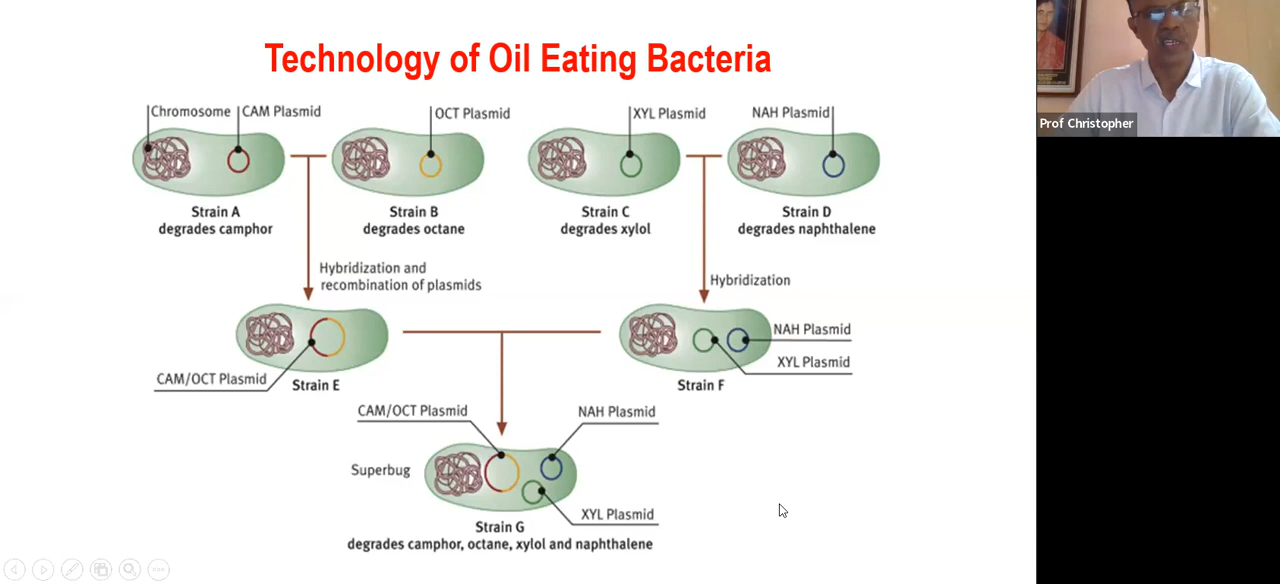 Technology of Oil Eating Bacteria
Prof Christopher
Chromosome
CAM Plasmid
OCT Plasmid
XYL Plasmid
NAH Plasmid
Strain A
degrades camphor
Strain B
degrades octane
Strain C
degrades xylol
Strain D
degrades naphthalene
Hybridization and
recombination of plasmids
Hybridization
CAM/OCT Plasmid
Strain E
NAH Plasmid
XYL Plasmid
Strain F
CAM/OCT Plasmid
NAH Plasmid
Superbug
XYL Plasmid
Strain G
degrades camphor, octane, xylol and naphthalene